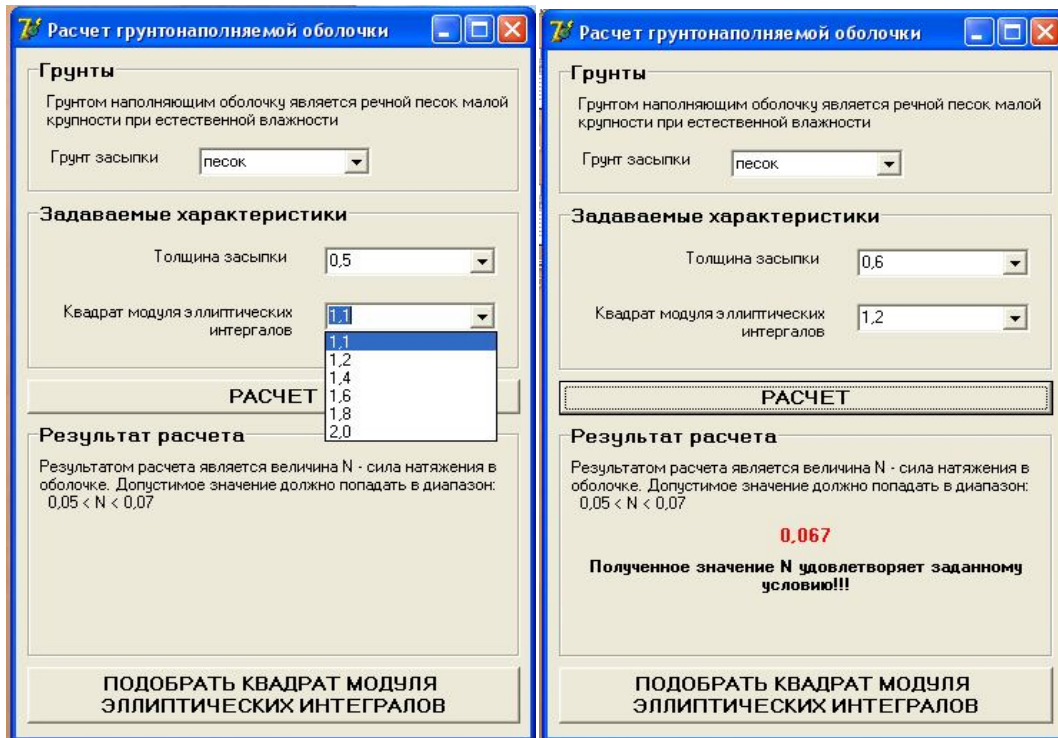 Расчет грунтонаполняемой оболочки
Грунты
Грунтом наполняющим оболочку является речной песок малой
крупности при естественной влажности
Грунт засыпки песок
Задаваемые характеристики
Толщина засыпки 0,5
Квадрат модуля эллиптических
интергалов
1,1
1,1
1,2
1,4
1,6
1,8
2,0
РАСЧЕТ
Результат расчета
Результатом расчета является величина N - сила натяжения в
оболочке. Допустимое значение должно попадать в диапазон:
0,05 < N < 0,07
ПОДОБРАТЬ КВАДРАТ МОДУЛЯ
ЭЛЛИПТИЧЕСКИХ ИНТЕГРАЛОВ
Расчет грунтонаполняемой оболочки
Грунты
Грунтом наполняющим оболочку является речной песок малой
крупности при естественной влажности
Грунт засыпки песок
Задаваемые характеристики
Толщина засыпки 0,6
Квадрат модуля эллиптических
интергалов
1,2
РАСЧЕТ
Результат расчета
Результатом расчета является величина N - сила натяжения в
оболочке. Допустимое значение должно попадать в диапазон:
0,05 < N < 0,07
0,067
Полученное значение N удовлетворяет заданному
условию!!!
ПОДОБРАТЬ КВАДРАТ МОДУЛЯ
ЭЛЛИПТИЧЕСКИХ ИНТЕГРАЛОВ